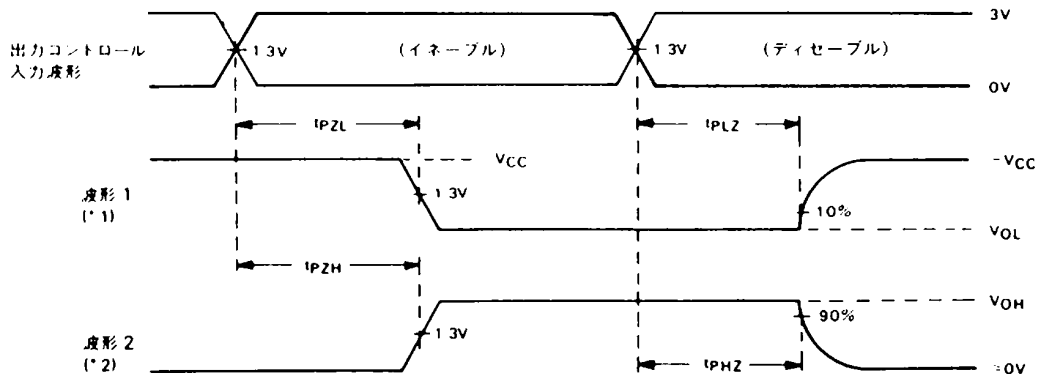 3V
出力コントロール
入力波形
1.3V
(イネーブル)
1.3V
(ディセーブル)
0V
tPZL
tPLZ
VCC
≈VCC
波形 1
(*1)
1.3V
10%
VOL
tPZH
VOH
90%
波形 2
(*2)
1.3V
tPHZ
≈0V